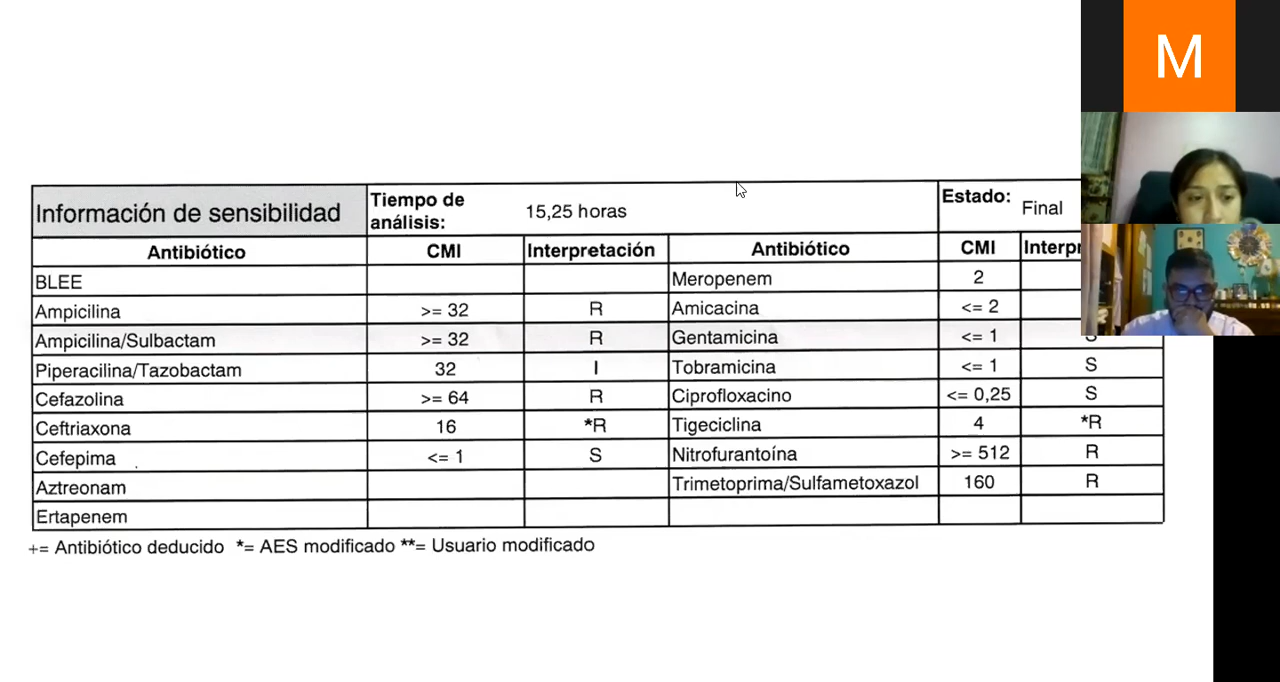 M
Información de sensibilidad Tiempo de análisis: 15,25 horas Estado: Final
Antibiótico CMI Interpretación Antibiótico CMI
BLEE Meropenem 2
Ampicilina >= 32 R Amicacina <= 2
Ampicilina/Sulbactam >= 32 R Gentamicina <= 1
Piperacilina/Tazobactam 32 I Tobramicina <= 1 S
Cefazolina >= 64 R Ciprofloxacino <= 0,25 S
Ceftriaxona 16 *R Tigeciclina 4 *R
Cefepima <= 1 S Nitrofurantoína >= 512 R
Aztreonam Trimetoprima/Sulfametoxazol 160 R
Ertapenem
+= Antibiótico deducido *= AES modificado **= Usuario modificado